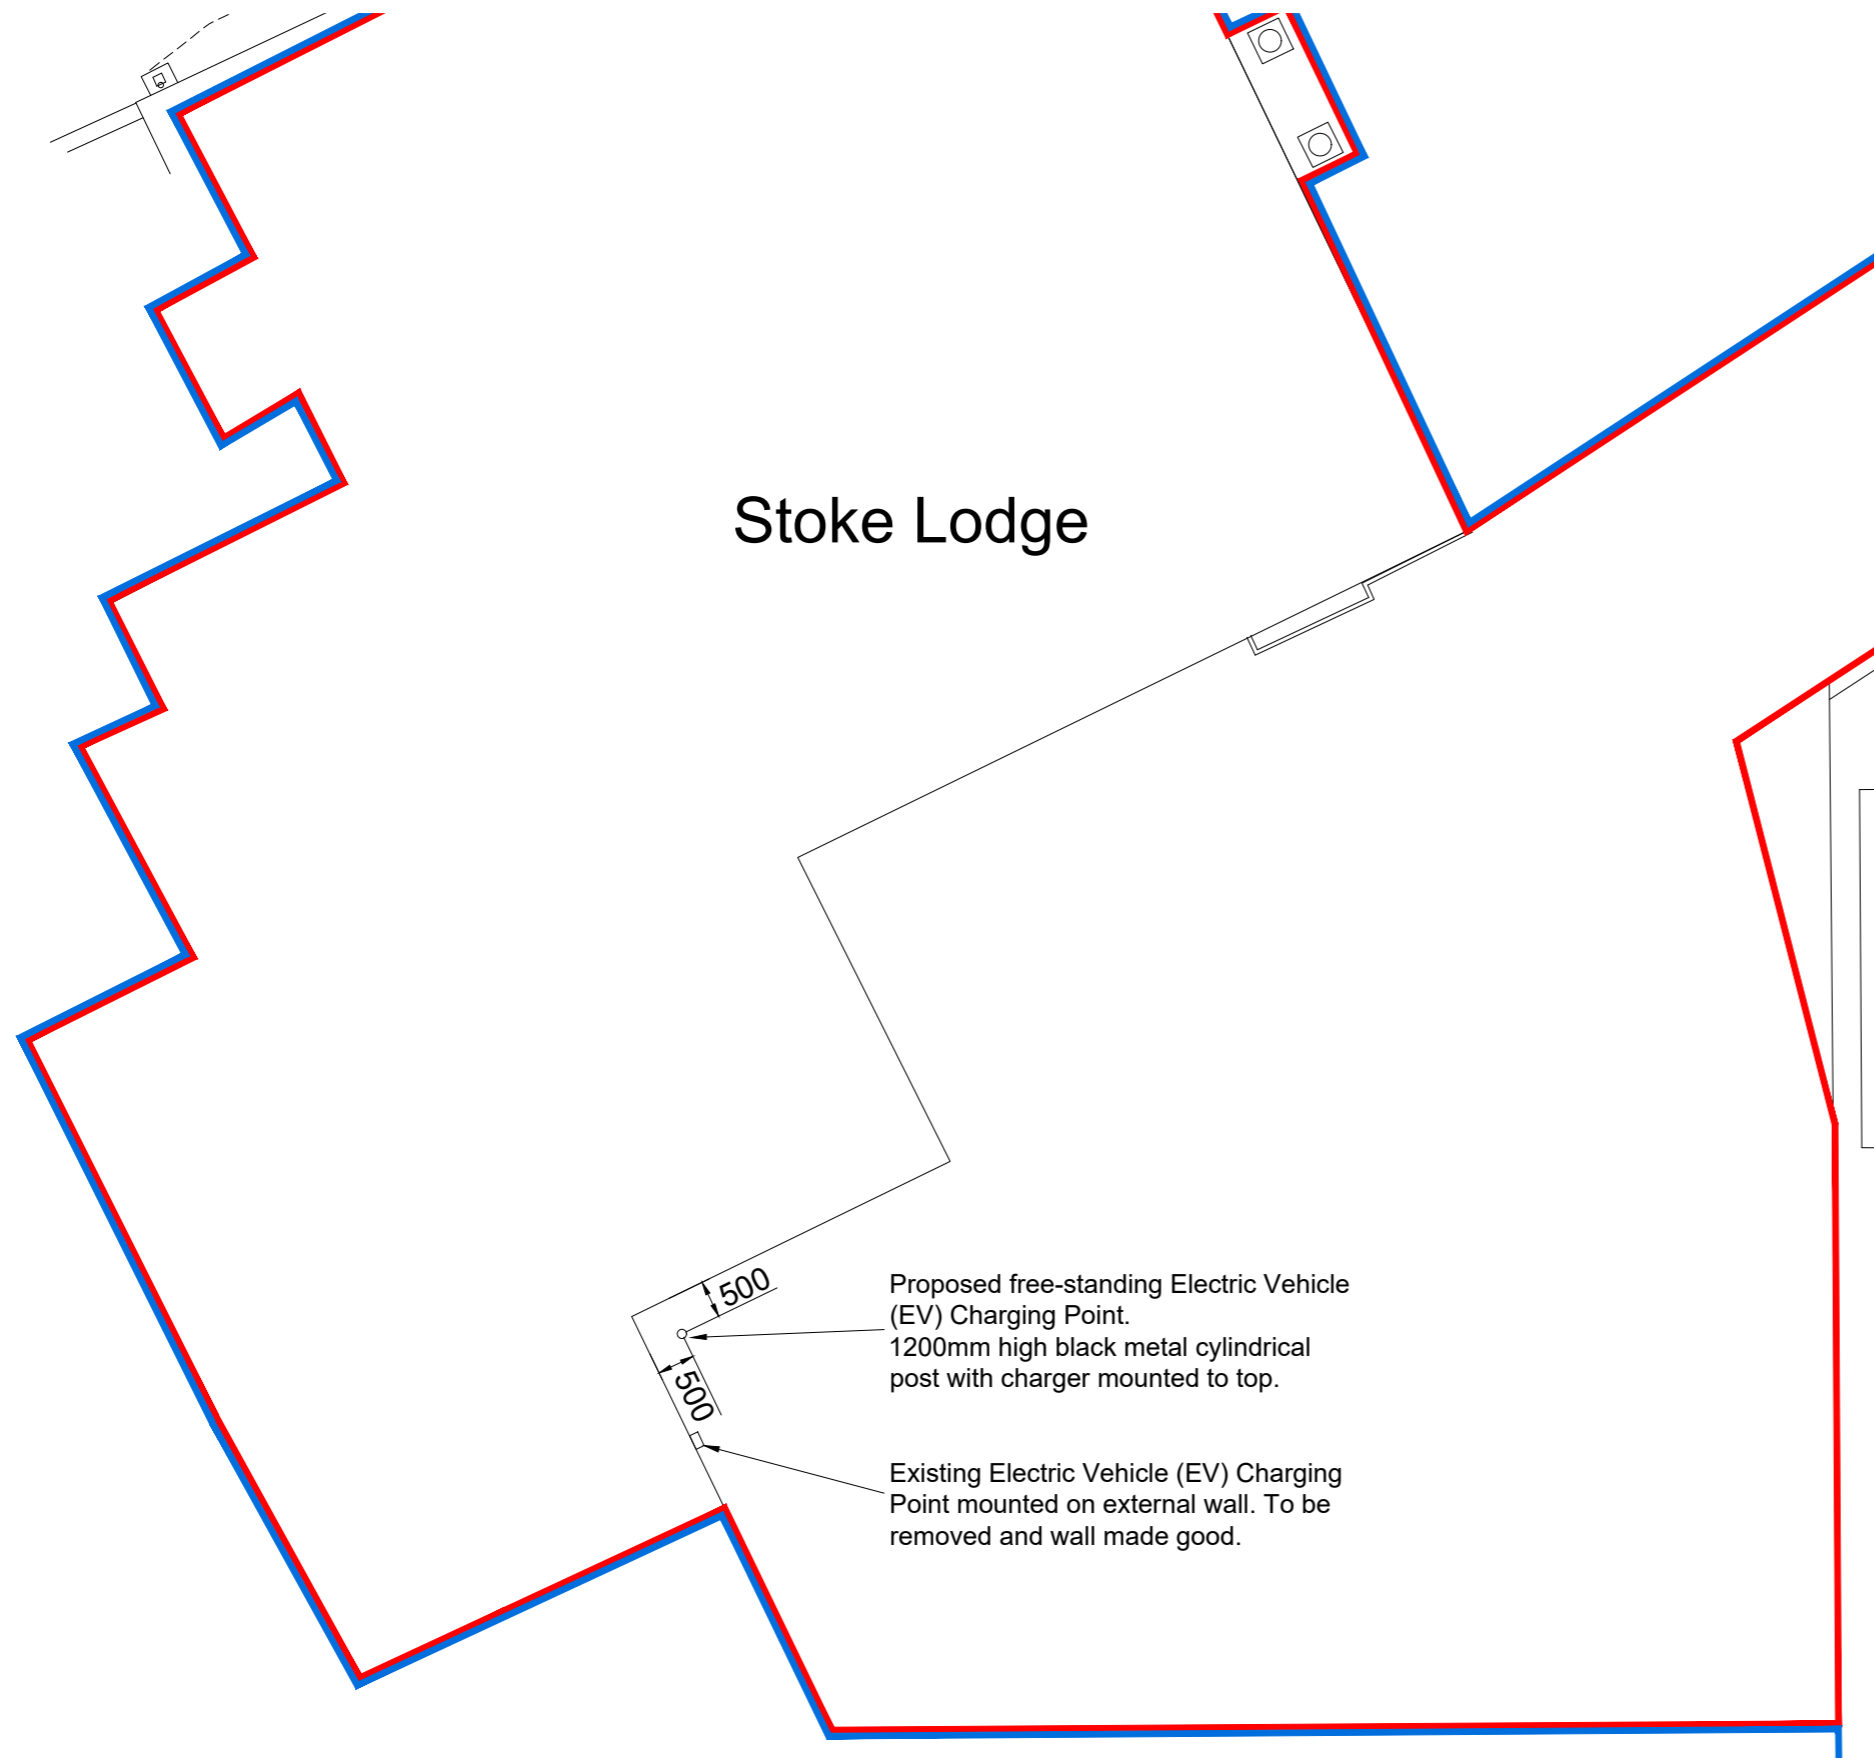 Stoke Lodge
500
Proposed free-standing Electric Vehicle
(EV) Charging Point.
1200mm high black metal cylindrical
post with charger mounted to top.
500
Existing Electric Vehicle (EV) Charging
Point mounted on external wall. To be
removed and wall made good.